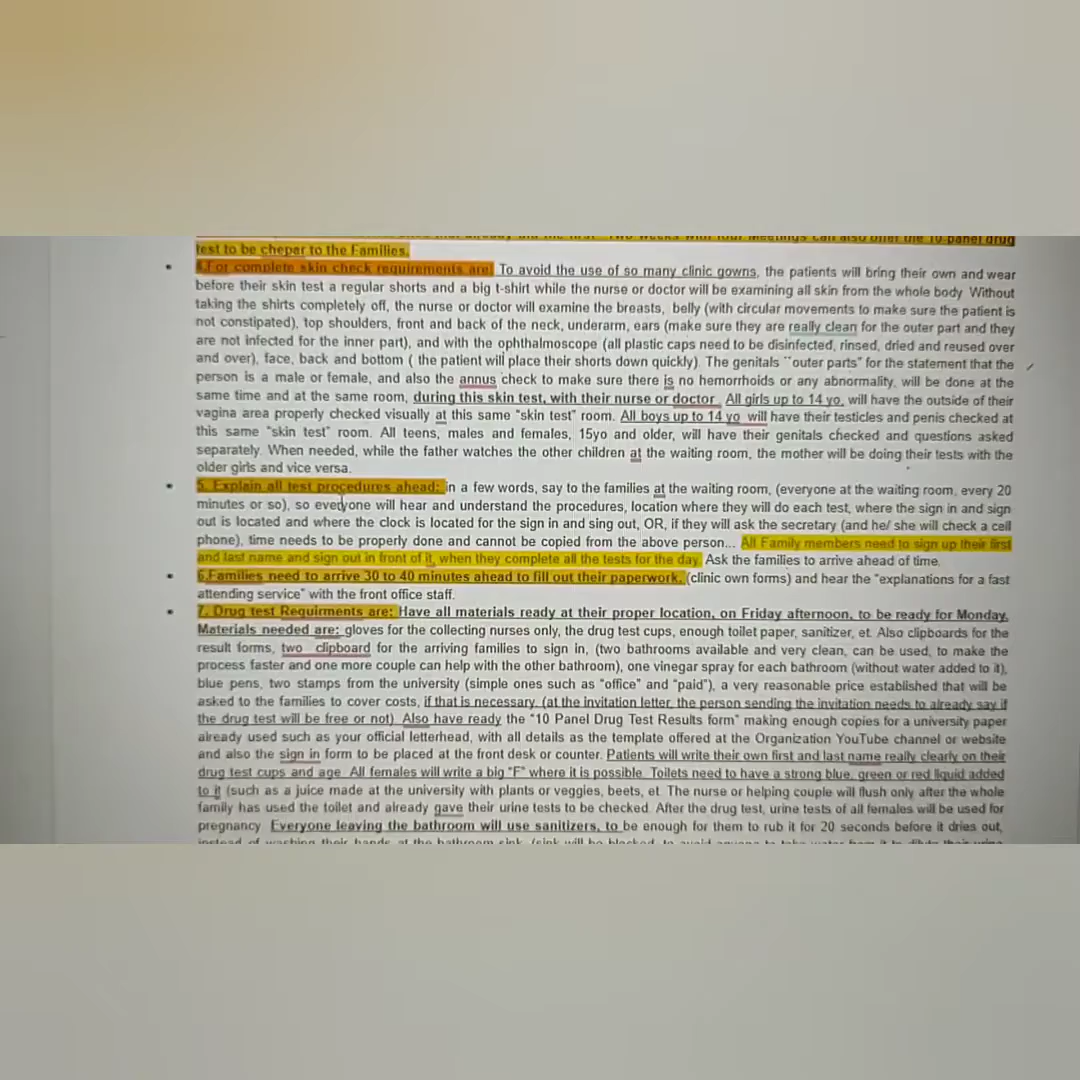 test to be chepar to the Families.
4.For complete skin check requirements are: To avoid the use of so many clinic gowns, the patients will bring their own and wear
before their skin test a regular shorts and a big t-shirt while the nurse or doctor will be examining all skin from the whole body. Without
taking the shirts completely off, the nurse or doctor will examine the breasts, belly (with circular movements to make sure the patient is
not constipated), top shoulders, front and back of the neck, underarm, ears (make sure they are really clean for the outer part and they
are not infected for the inner part), and with the ophthalmoscope (all plastic caps need to be disinfected, rinsed, dried and reused over
and over), face, back and bottom ( the patient will place their shorts down quickly). The genitals ¨outer parts" for the statement that the
person is a male or female, and also the annus check to make sure there is no hemorrhoids or any abnormality, will be done at the
same time and at the same room, during this skin test, with their nurse or doctor. All girls up to 14 yo, will have the outside of their
vagina area properly checked visually at this same "skin test" room. All boys up to 14 yo will have their testicles and penis checked at
this same "skin test" room. All teens, males and females, 15yo and older, will have their genitals checked and questions asked
separately. When needed, while the father watches the other children at the waiting room, the mother will be doing their tests with the
older girls and vice versa.
5. Explain all test procedures ahead: in a few words, say to the families at the waiting room, (everyone at the waiting room, every 20
minutes or so), so everyone will hear and understand the procedures, location where they will do each test, where the sign in and sign
out is located and where the clock is located for the sign in and sing out, OR, if they will ask the secretary (and he/ she will check a cell
phone), time needs to be properly done and cannot be copied from the above person... All Family members need to sign up their first
and last name and sign out in front of it, when they complete all the tests for the day. Ask the families to arrive ahead of time.
6.Families need to arrive 30 to 40 minutes ahead to fill out their paperwork, (clinic own forms) and hear the "explanations for a fast
attending service" with the front office staff.
7. Drug test Requirments are: Have all materials ready at their proper location, on Friday afternoon, to be ready for Monday.
Materials needed are: gloves for the collecting nurses only, the drug test cups, enough toilet paper, sanitizer, et. Also clipboards for the
result forms, two clipboard for the arriving families to sign in, (two bathrooms available and very clean, can be used, to make the
process faster and one more couple can help with the other bathroom), one vinegar spray for each bathroom (without water added to it),
blue pens, two stamps from the university (simple ones such as "office" and "paid"), a very reasonable price established that will be
asked to the families to cover costs, if that is necessary. (at the invitation letter, the person sending the invitation needs to already say if
the drug test will be free or not) Also have ready the "10 Panel Drug Test Results form" making enough copies for a university paper
already used such as your official letterhead, with all details as the template offered at the Organization YouTube channel or website
and also the sign in form to be placed at the front desk or counter. Patients will write their own first and last name really clearly on their
drug test cups and age. All females will write a big "F" where it is possible. Toilets need to have a strong blue, green or red liquid added
to it (such as a juice made at the university with plants or veggies, beets, et. The nurse or helping couple will flush only after the whole
family has used the toilet and already gave their urine tests to be checked. After the drug test, urine tests of all females will be used for
pregnancy. Everyone leaving the bathroom will use sanitizers, to be enough for them to rub it for 20 seconds before it dries out,